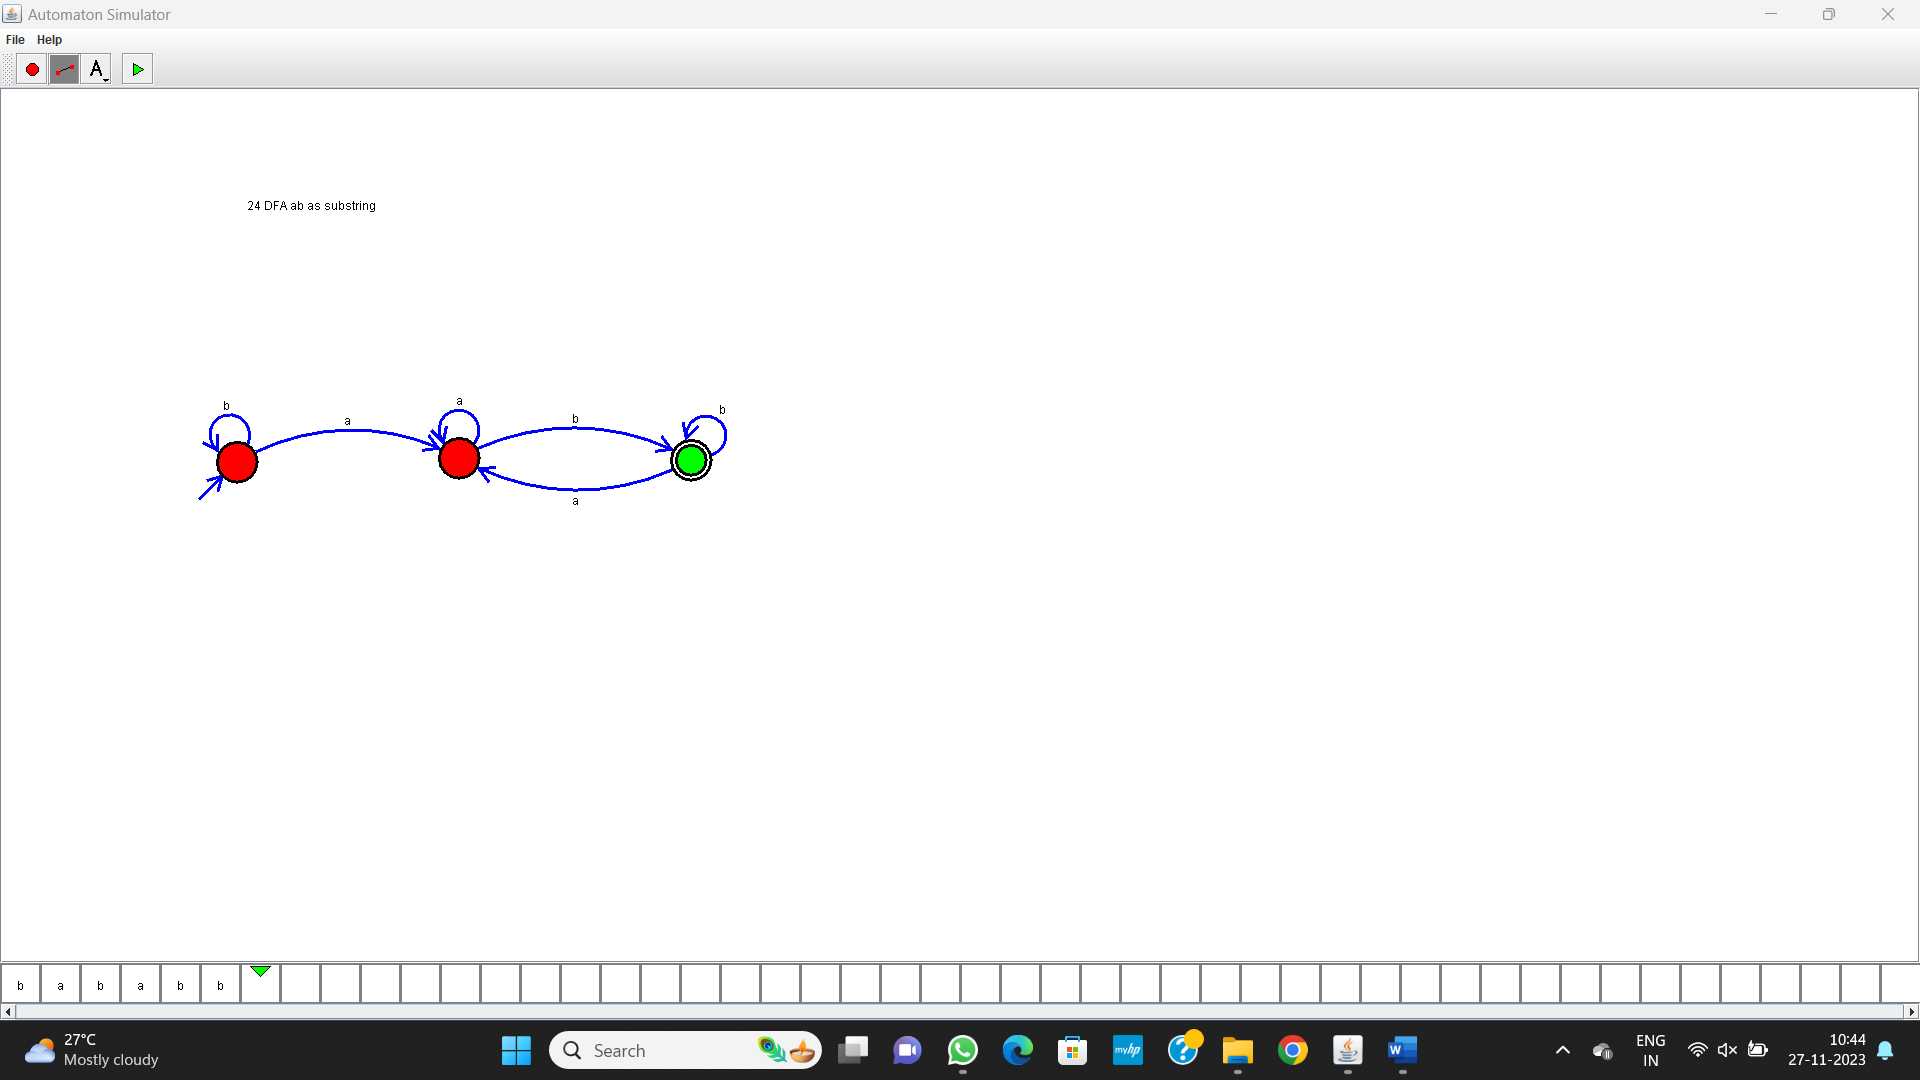 Automaton Simulator
File Help
A
24 DFA ab as substring
b
a
a
b
b
a
b a b a b b
27°C
Mostly cloudy
Search
myhp
W
ENG
IN
10:44
27-11-2023